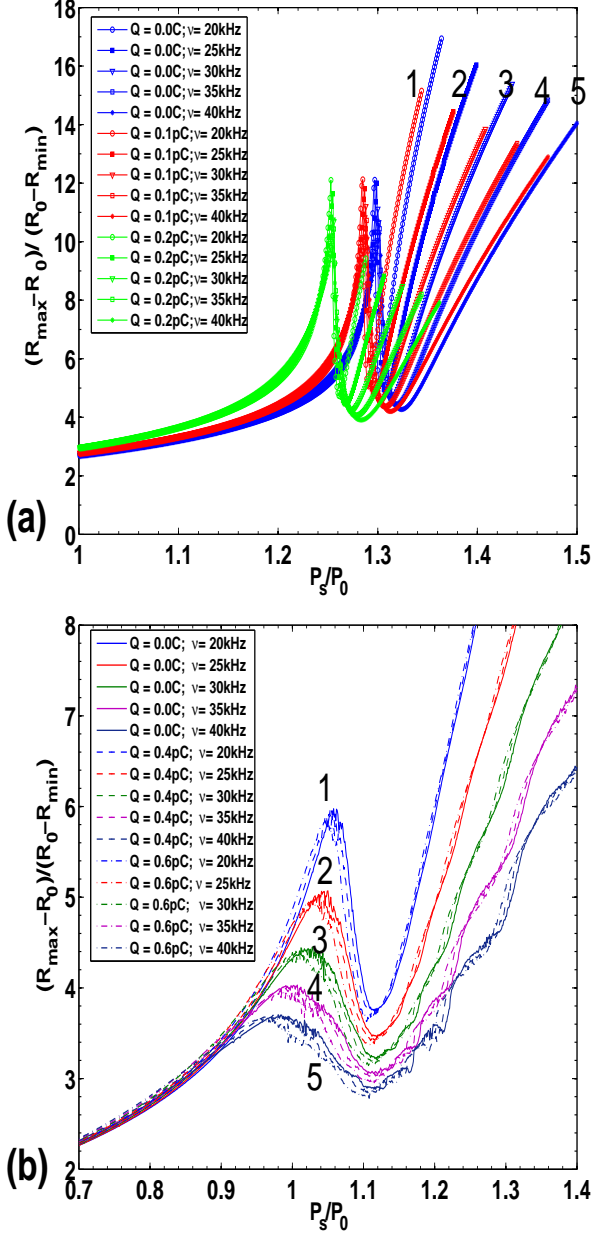 18
16
14
12
10
8
6
4
2
0
(R_max−R_0)/(R_0−R_min)
Q = 0.0C; ν= 20kHz
Q = 0.0C; ν= 25kHz
Q = 0.0C; ν= 30kHz
Q = 0.0C; ν= 35kHz
Q = 0.0C; ν= 40kHz
Q = 0.1pC; ν= 20kHz
Q = 0.1pC; ν= 25kHz
Q = 0.1pC; ν= 30kHz
Q = 0.1pC; ν= 35kHz
Q = 0.1pC; ν= 40kHz
Q = 0.2pC; ν= 20kHz
Q = 0.2pC; ν= 25kHz
Q = 0.2pC; ν= 30kHz
Q = 0.2pC; ν= 35kHz
Q = 0.2pC; ν= 40kHz
1 2 3 4 5
(a)
1 1.1 1.2 1.3 1.4 1.5
P_s/P_0
8
7
6
5
4
3
2
(R_max−R_0)/(R_0−R_min)
Q = 0.0C; ν= 20kHz
Q = 0.0C; ν= 25kHz
Q = 0.0C; ν= 30kHz
Q = 0.0C; ν= 35kHz
Q = 0.0C; ν= 40kHz
Q = 0.4pC; ν= 20kHz
Q = 0.4pC; ν= 25kHz
Q = 0.4pC; ν= 30kHz
Q = 0.4pC; ν= 35kHz
Q = 0.4pC; ν= 40kHz
Q = 0.6pC; ν= 20kHz
Q = 0.6pC; ν= 25kHz
Q = 0.6pC; ν= 30kHz
Q = 0.6pC; ν= 35kHz
Q = 0.6pC; ν= 40kHz
1
2
3
4
5
(b)
0.7 0.8 0.9 1 1.1 1.2 1.3 1.4
P_s/P_0